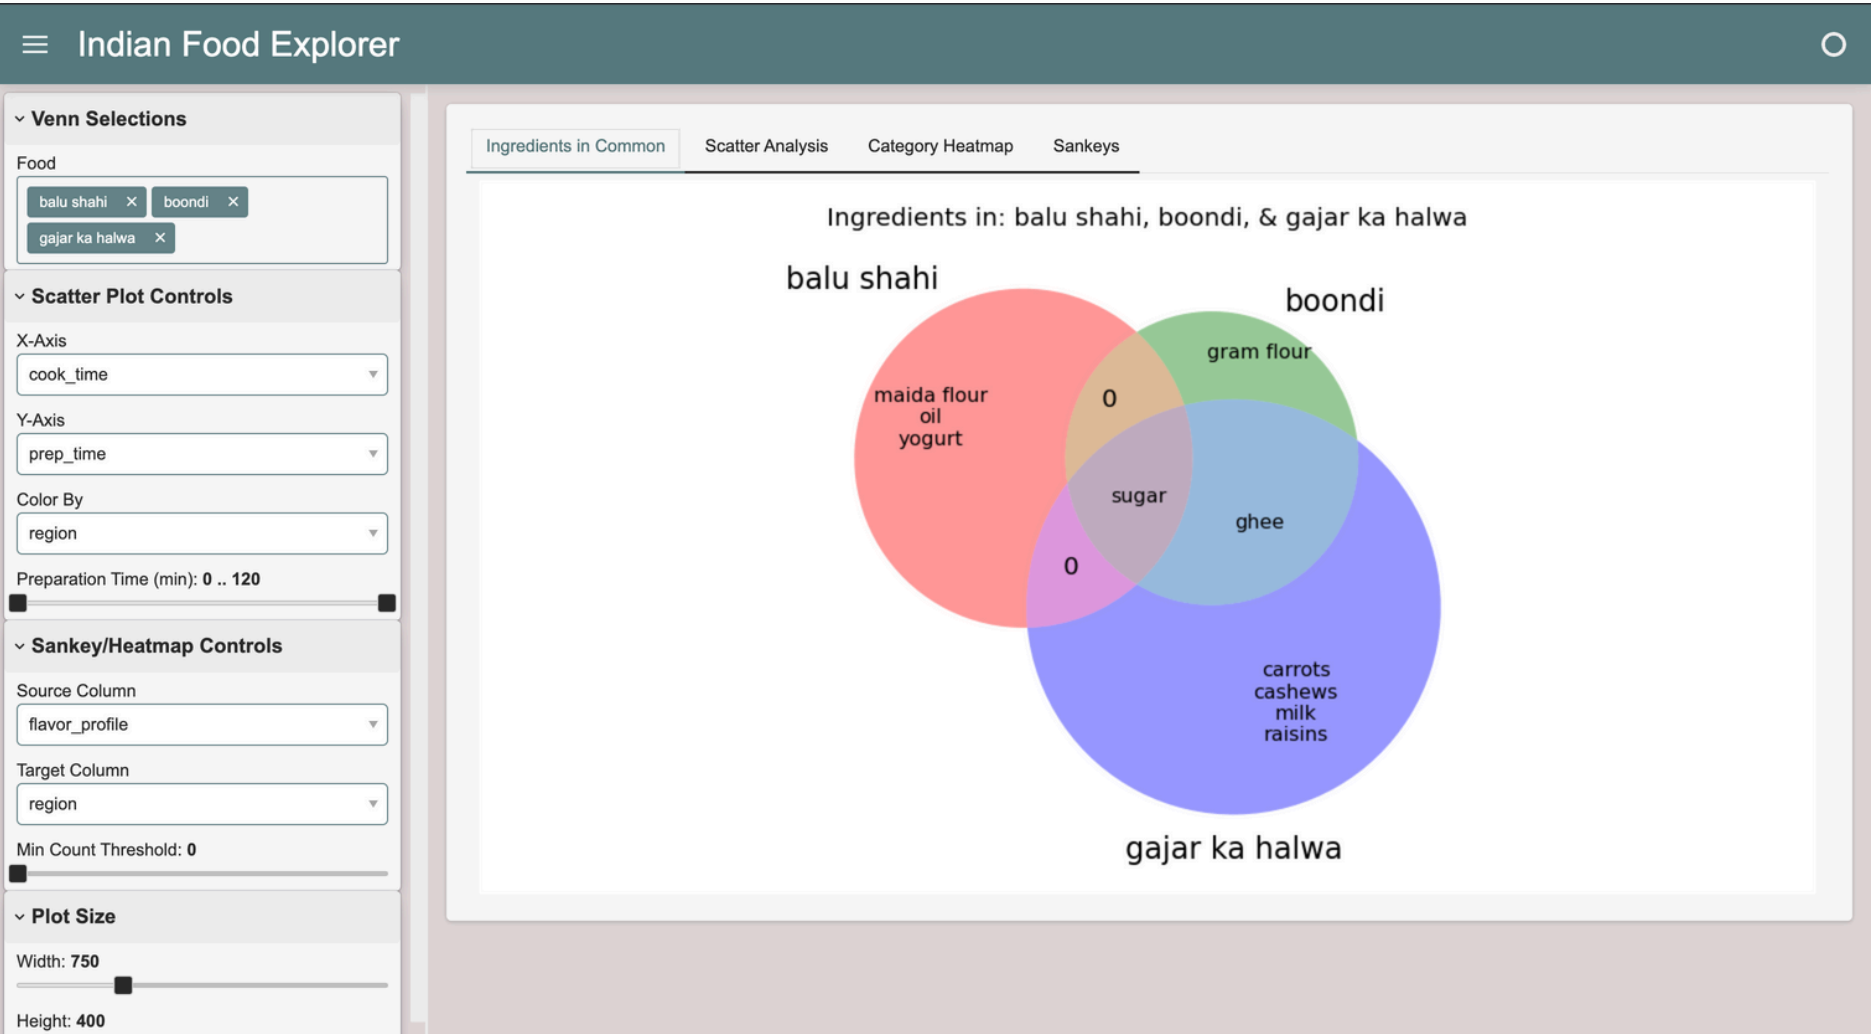 Indian Food Explorer
Venn Selections
Food
balu shahi ×
boondi ×
gajar ka halwa ×
Scatter Plot Controls
X-Axis
cook_time
Y-Axis
prep_time
Color By
region
Preparation Time (min): 0 .. 120
Sankey/Heatmap Controls
Source Column
flavor_profile
Target Column
region
Min Count Threshold: 0
Plot Size
Width: 750
Height: 400
Ingredients in Common
Scatter Analysis
Category Heatmap
Sankeys
Ingredients in: balu shahi, boondi, & gajar ka halwa
balu shahi
boondi
gram flour
maida flour
oil
yogurt
0
sugar
ghee
0
carrots
cashews
milk
raisins
gajar ka halwa